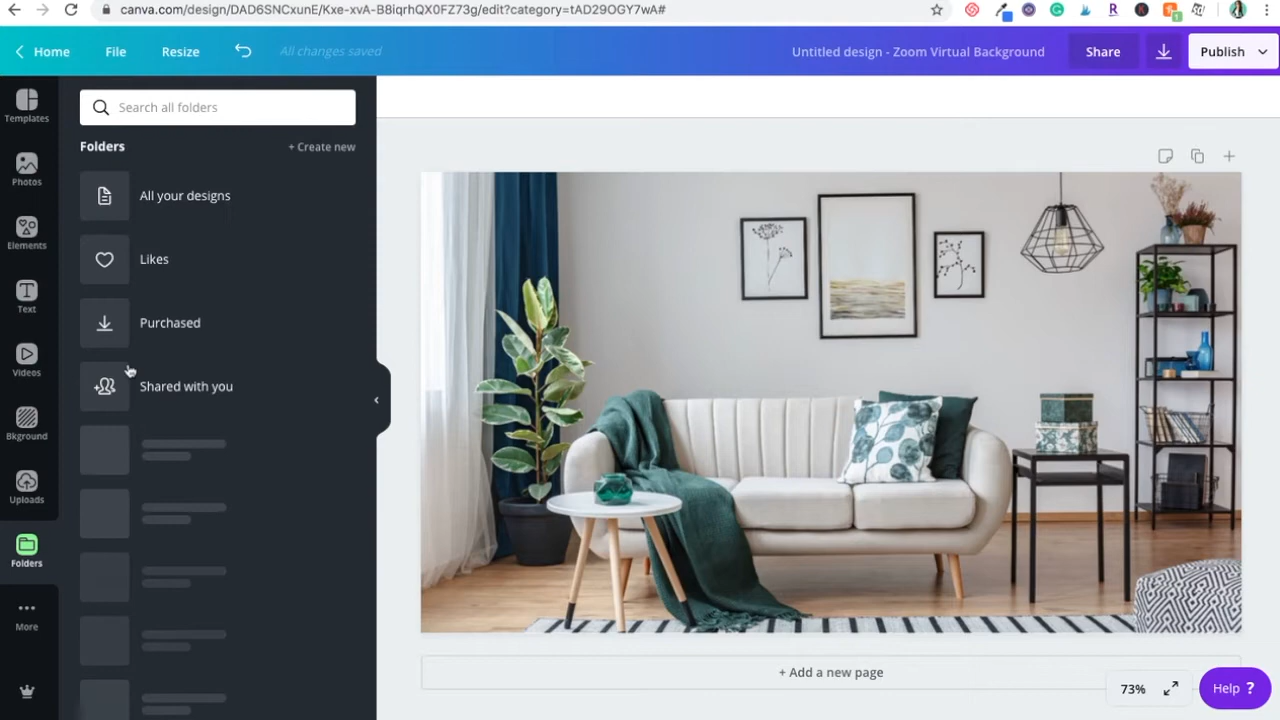 canva.com/design/DAD6SNCxunE/Kxe-xvA-B8iqrhQX0FZ73g/edit?category=tAD29OGY7wA#
Home
File
Resize
All changes saved
Untitled design - Zoom Virtual Background
Share
Publish
Templates
Photos
Elements
Text
Videos
Bkground
Uploads
Folders
More
Search all folders
Folders
+ Create new
All your designs
Likes
Purchased
Shared with you
+ Add a new page
73%
Help ?